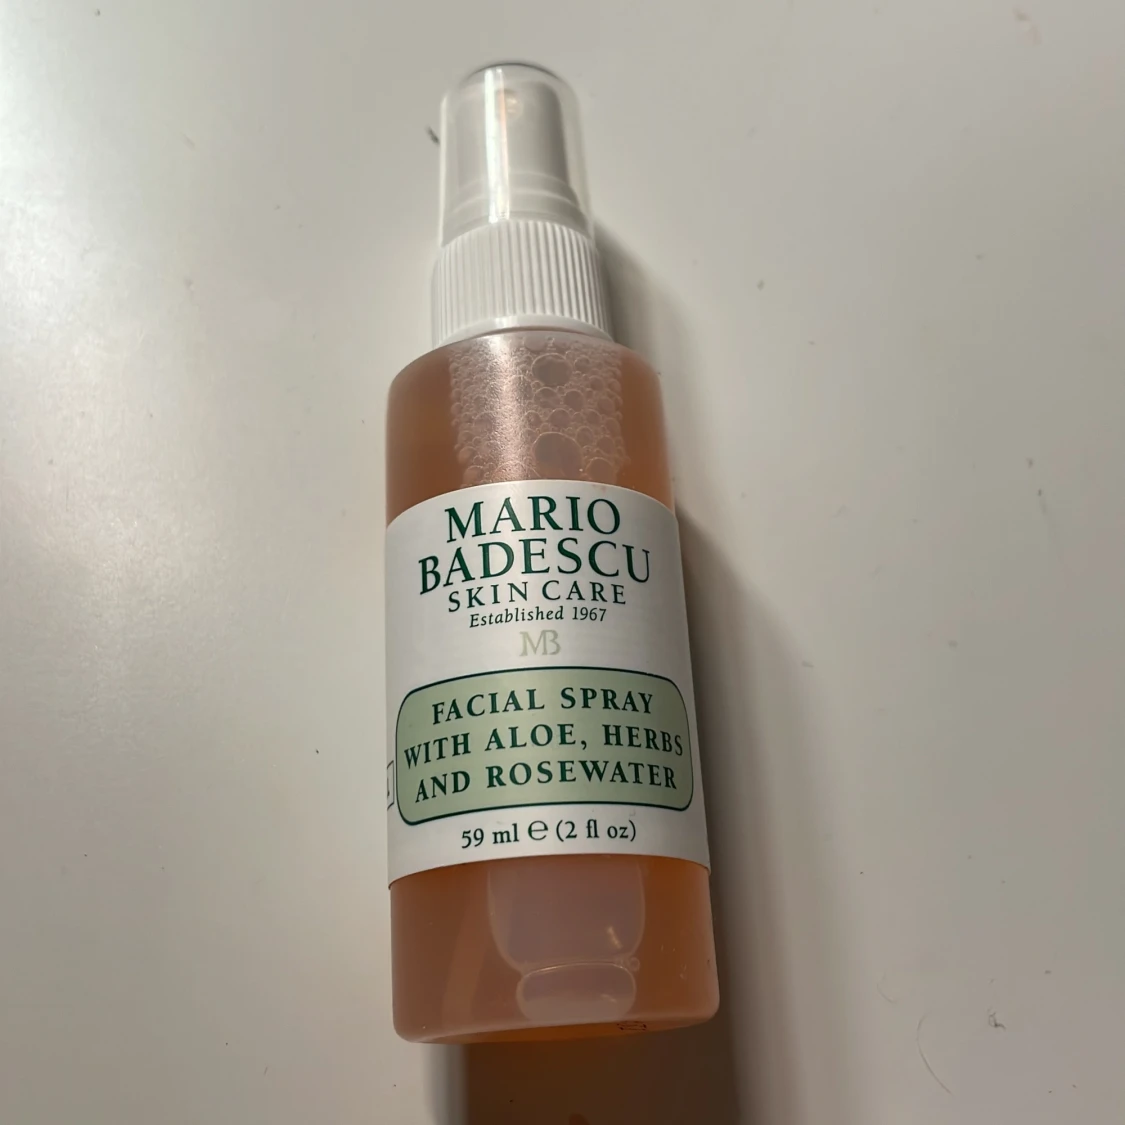 MARIO
BADESCU
SKIN CARE
Established 1967
MB
FACIAL SPRAY
WITH ALOE, HERBS
AND ROSEWATER
59 ml ℮ (2 fl oz)